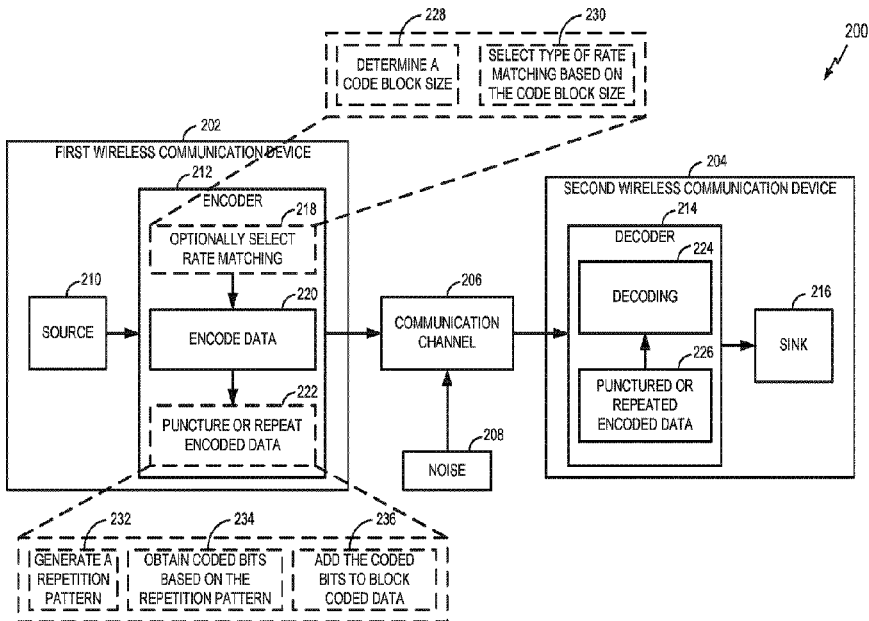 228
230
200
DETERMINE A
CODE BLOCK SIZE
SELECT TYPE OF RATE
MATCHING BASED ON
THE CODE BLOCK SIZE
202
FIRST WIRELESS COMMUNICATION DEVICE
204
SECOND WIRELESS COMMUNICATION DEVICE
212
ENCODER
218
OPTIONALLY SELECT
RATE MATCHING
210
SOURCE
220
ENCODE DATA
222
PUNCTURE OR REPEAT
ENCODED DATA
206
COMMUNICATION
CHANNEL
208
NOISE
214
DECODER
224
DECODING
226
PUNCTURED OR
REPEATED
ENCODED DATA
216
SINK
232
GENERATE A
REPETITION
PATTERN
234
OBTAIN CODED BITS
BASED ON THE
REPETITION PATTERN
236
ADD THE CODED
BITS TO BLOCK
CODED DATA